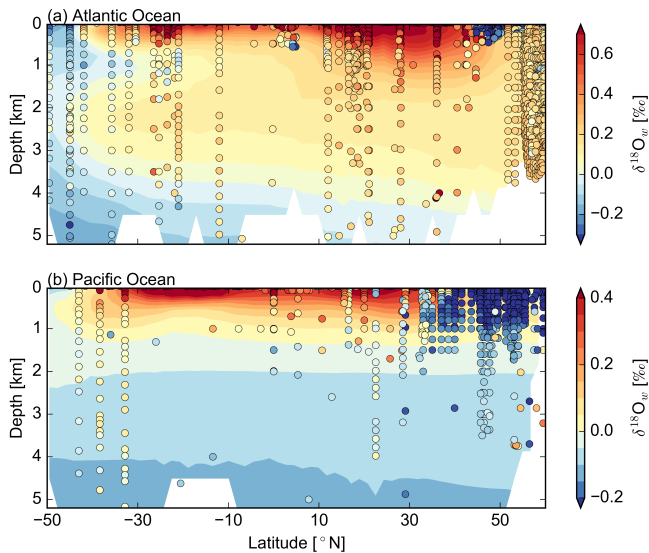 (a) Atlantic Ocean
0
1
2
3
4
5
Depth [km]
0.6
0.4
0.2
0.0
−0.2
δ¹⁸O_w [‰]
(b) Pacific Ocean
0
1
2
3
4
5
Depth [km]
−50 −30 −10 10 30 50
Latitude [°N]
0.4
0.2
0.0
−0.2
δ¹⁸O_w [‰]